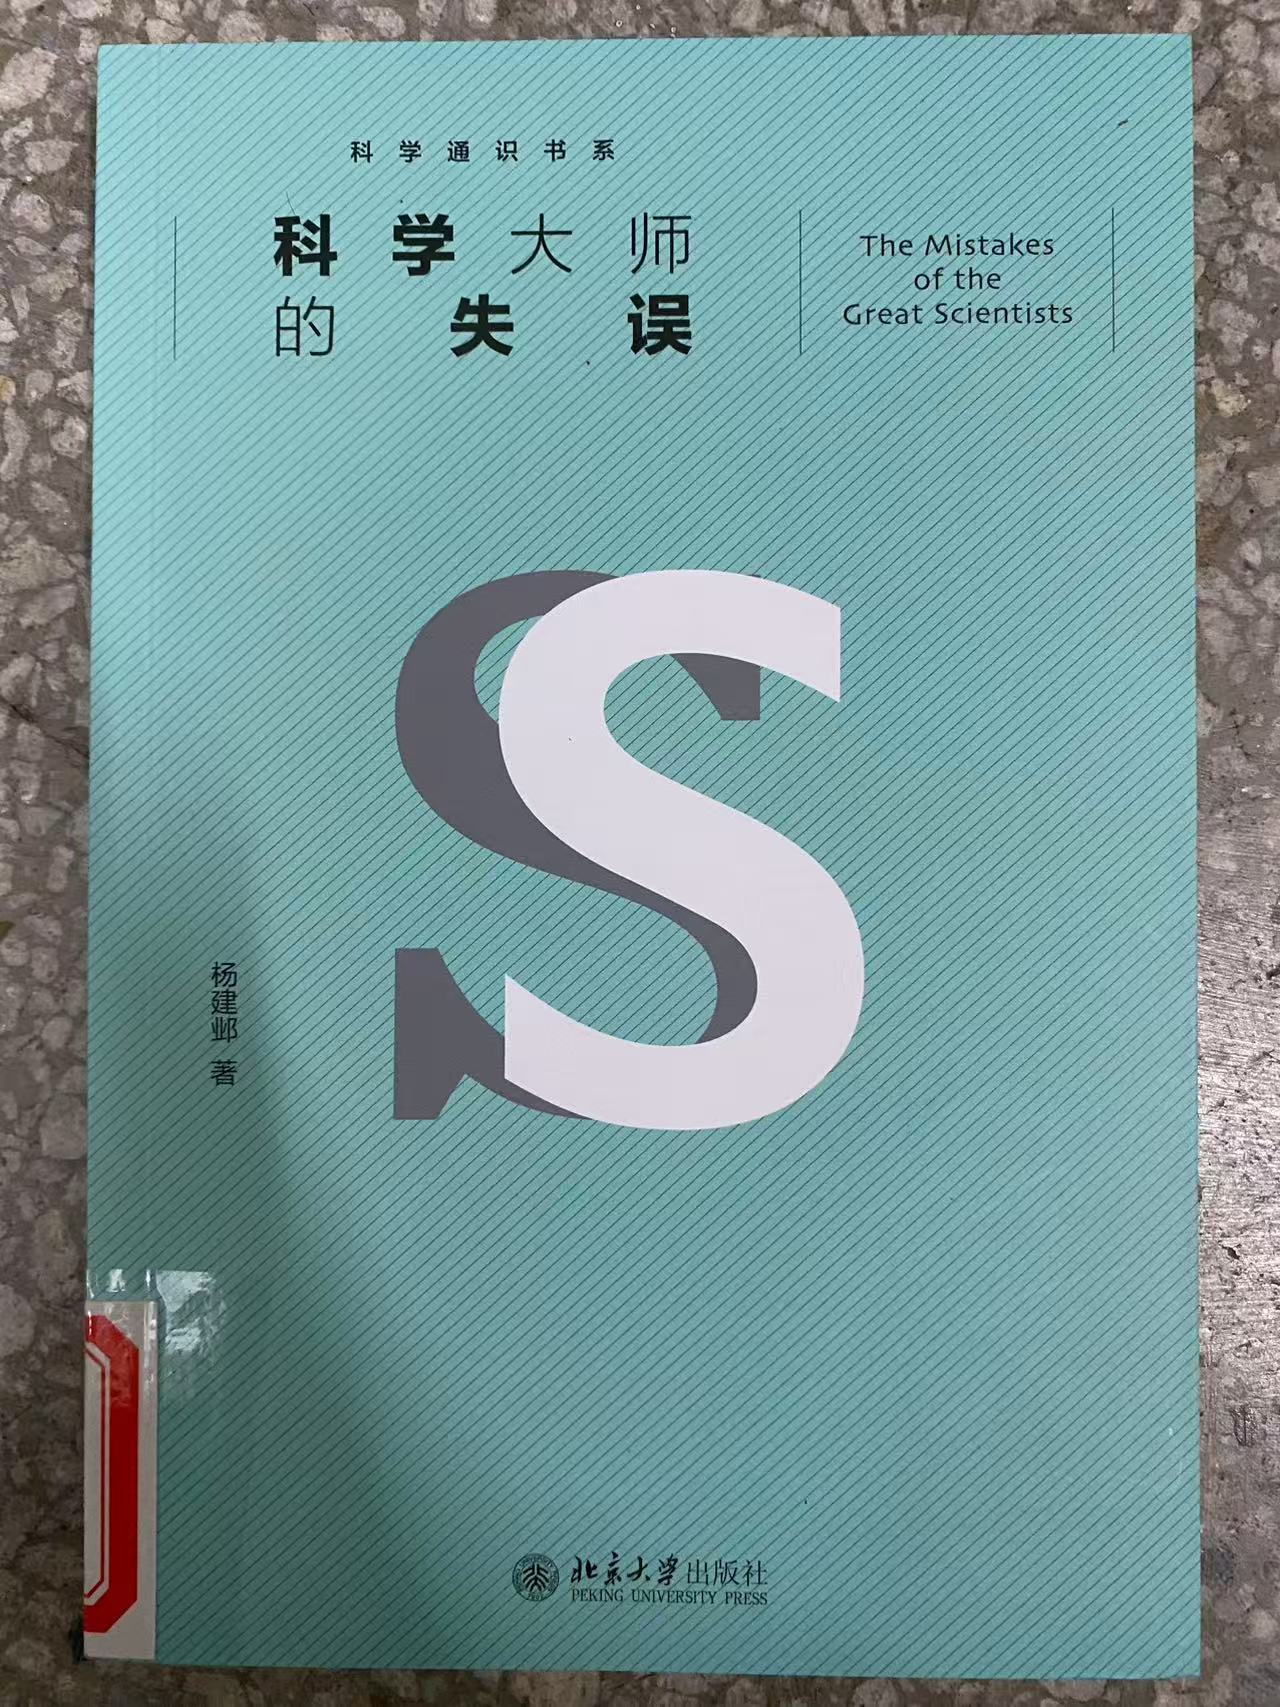 科学通识书系
科学大师
的失误
The Mistakes
of the
Great Scientists
S
杨建邺 著
北京大学出版社
PEKING UNIVERSITY PRESS